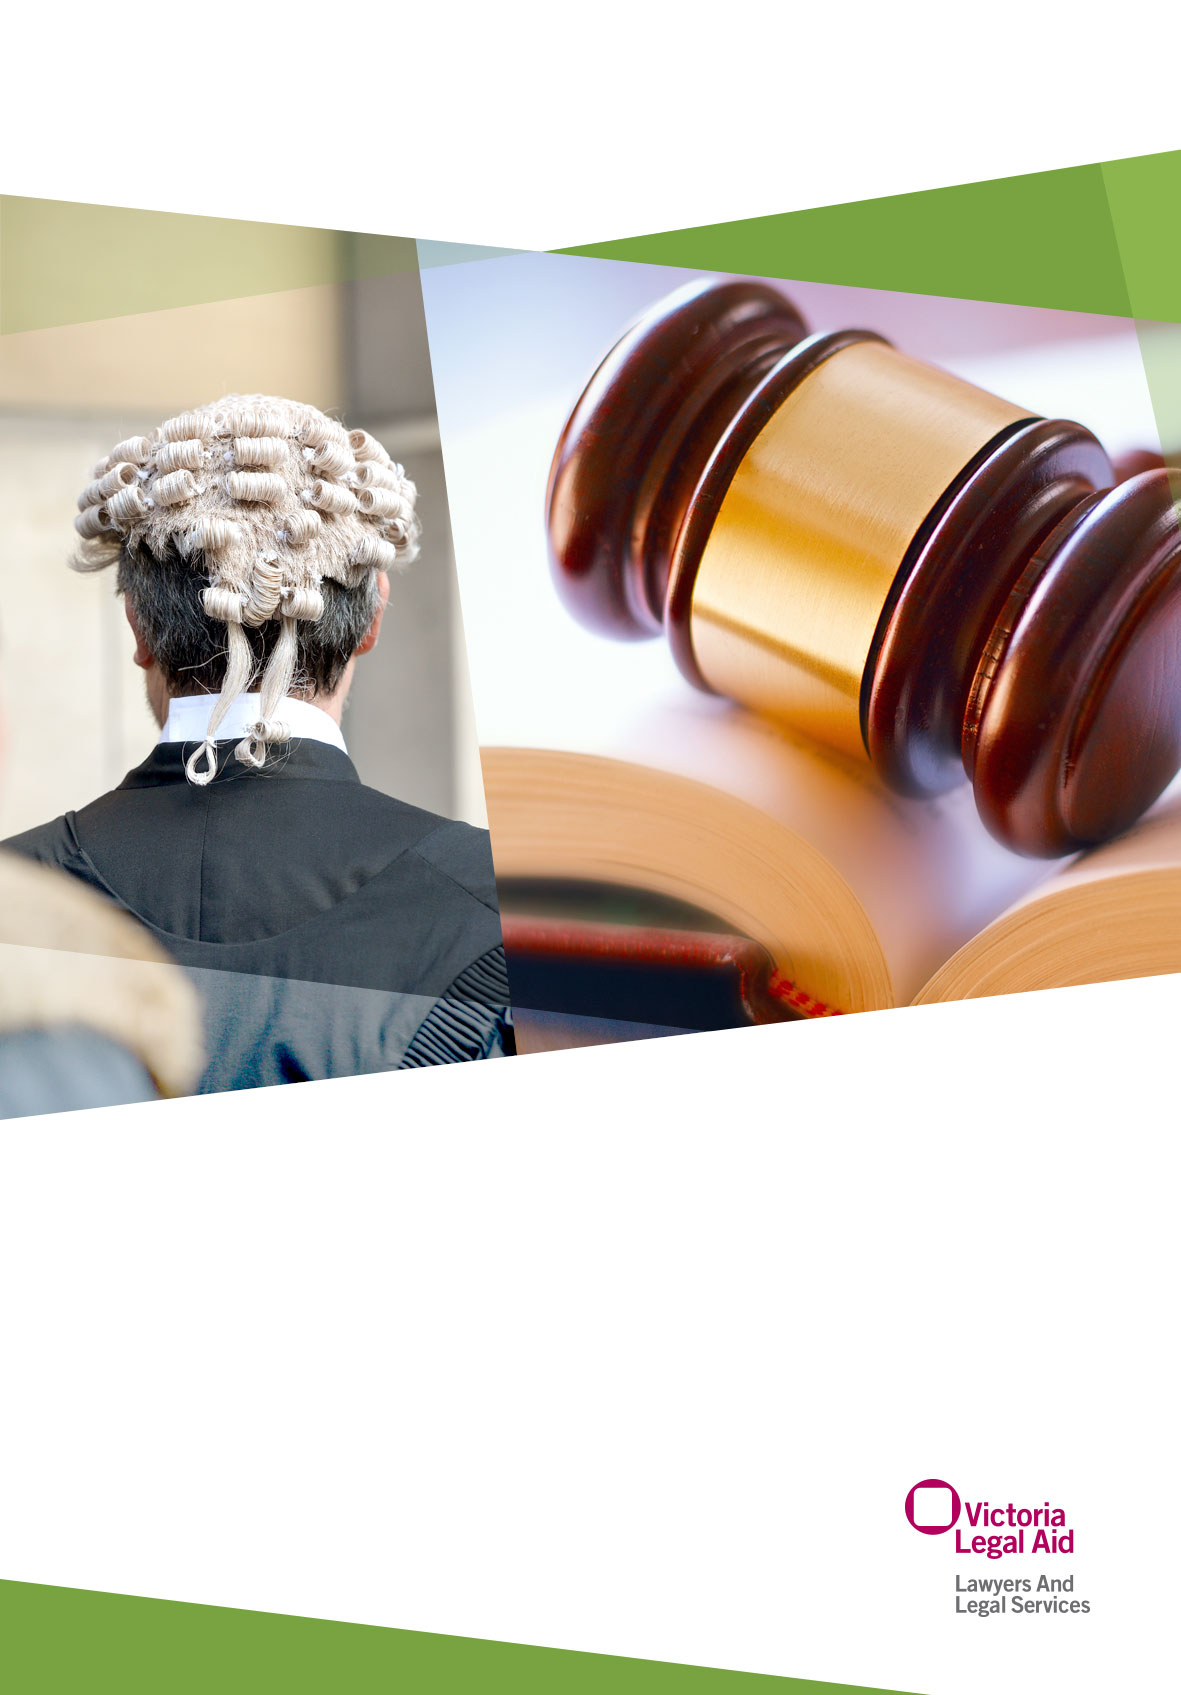 Victoria
Legal Aid
Lawyers And
Legal Services